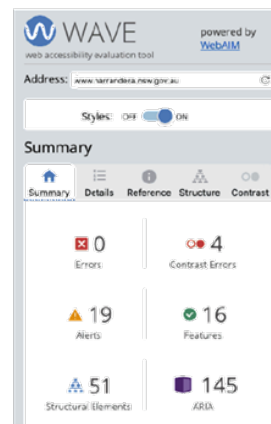 WAVE
powered by
WebAIM
web accessibility evaluation tool
Address: www.narrandera.nsw.gov.au
Styles: OFF ON
Summary
Summary Details Reference Structure Contrast
0 4
Errors Contrast Errors
19 16
Alerts Features
51 145
Structural Elements ARIA